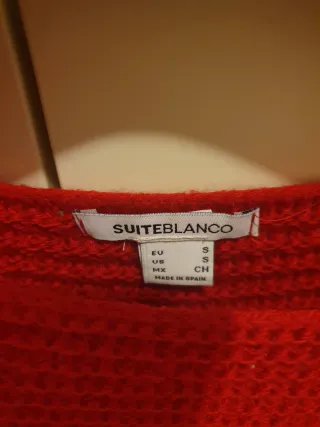 SUITEBLANCO
EU S
US S
MX CH
MADE IN SPAIN